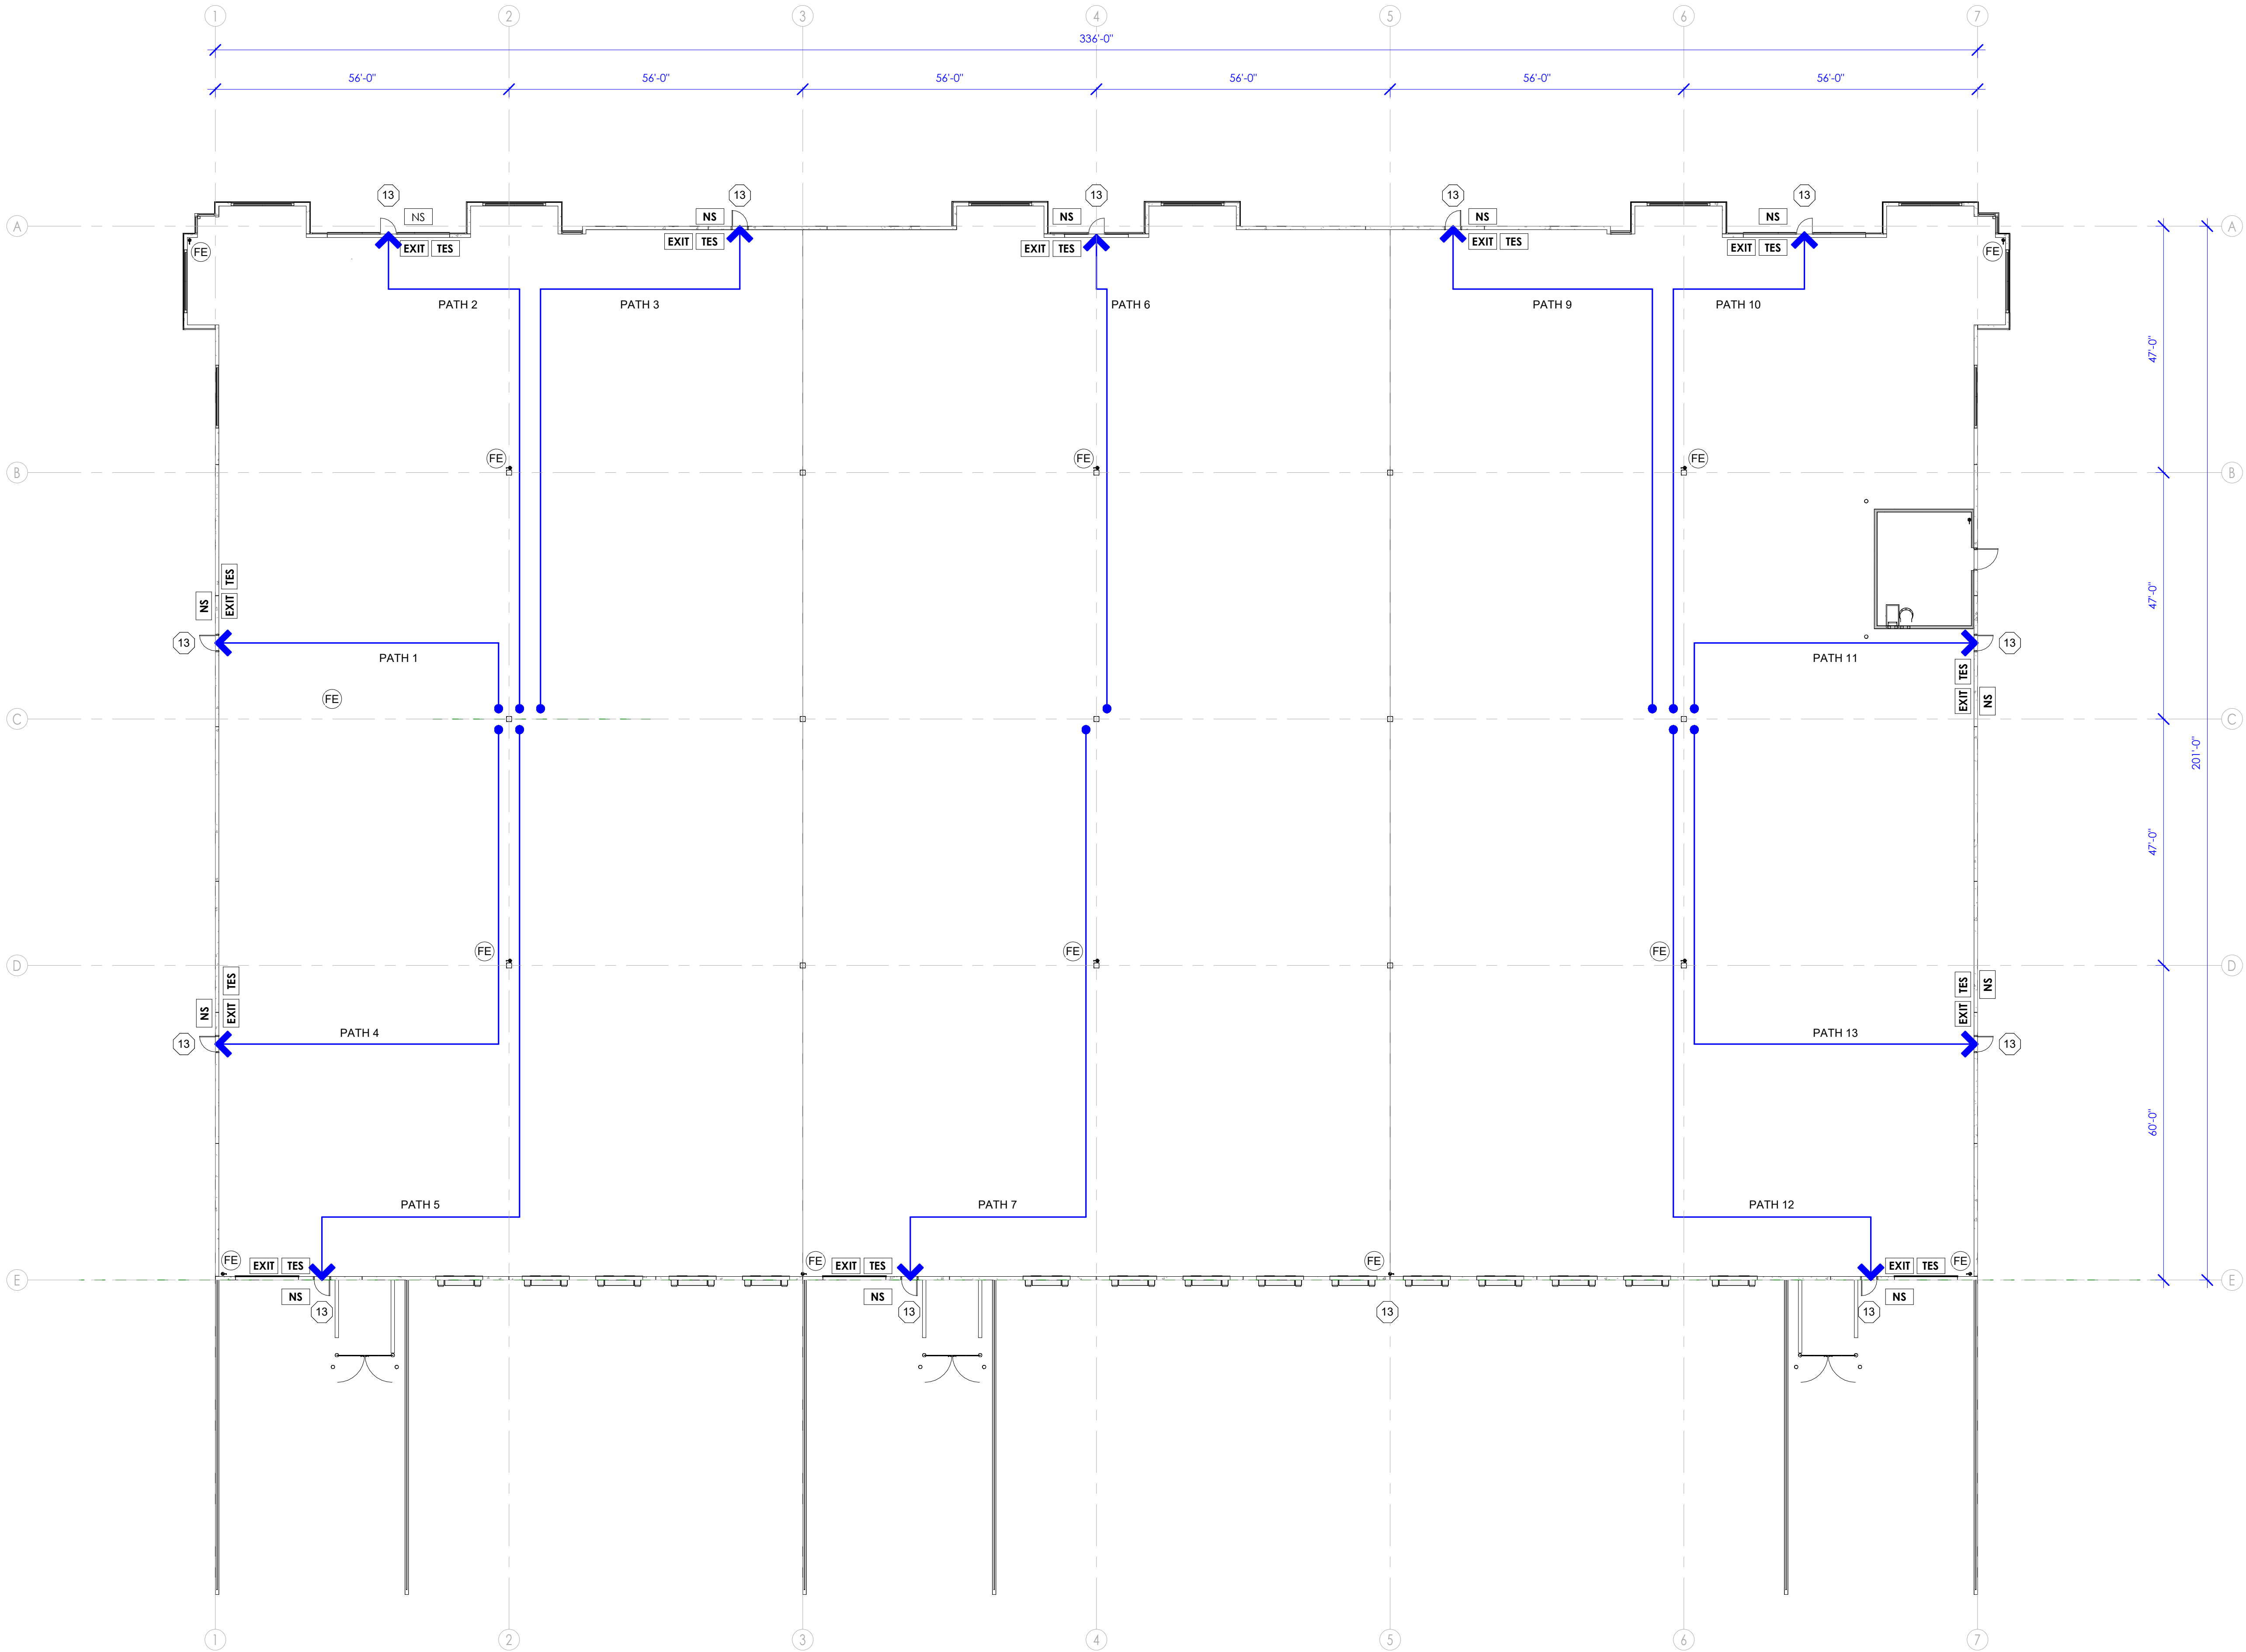 1 2 3 4 5 6 7
336'-0"
56'-0" 56'-0" 56'-0" 56'-0" 56'-0" 56'-0"
13 13 13 13 13
NS NS NS NS NS
A A
EXIT TES EXIT TES EXIT TES EXIT TES EXIT TES
FE FE
PATH 2 PATH 3 PATH 6 PATH 9 PATH 10
47'-0"
FE FE FE
B B
TES
NS EXIT
47'-0"
13 13
PATH 1 PATH 11
TES
FE
EXIT NS
C C
201'-0"
47'-0"
FE FE FE
D D
TES TES NS
NS EXIT EXIT
PATH 4 PATH 13
13 13
60'-0"
PATH 5 PATH 7 PATH 12
FE EXIT TES FE EXIT TES FE EXIT TES FE
E E
NS NS NS
13 13 13 13
1 2 3 4 5 6 7